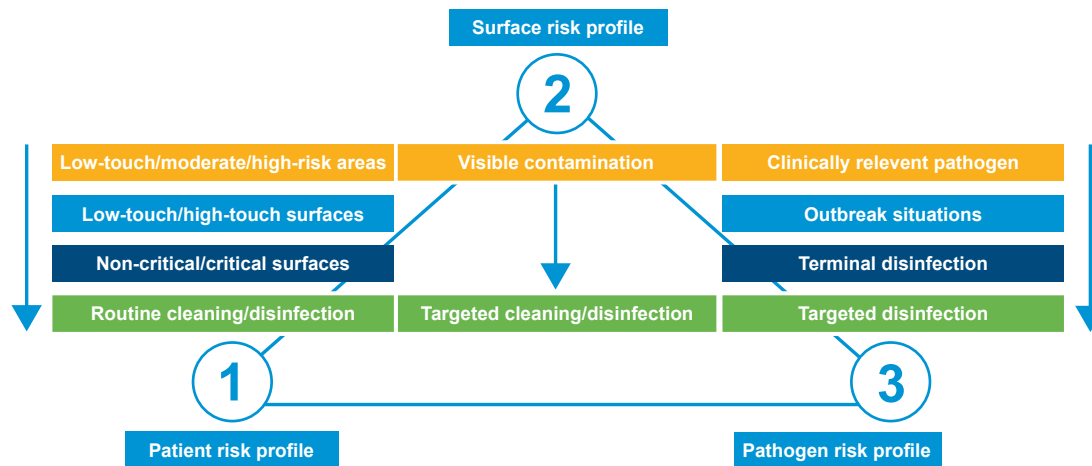 Surface risk profile
2
Low-touch/moderate/high-risk areas
Visible contamination
Clinically relevent pathogen
Low-touch/high-touch surfaces
Outbreak situations
Non-critical/critical surfaces
Terminal disinfection
Routine cleaning/disinfection
Targeted cleaning/disinfection
Targeted disinfection
1
3
Patient risk profile
Pathogen risk profile